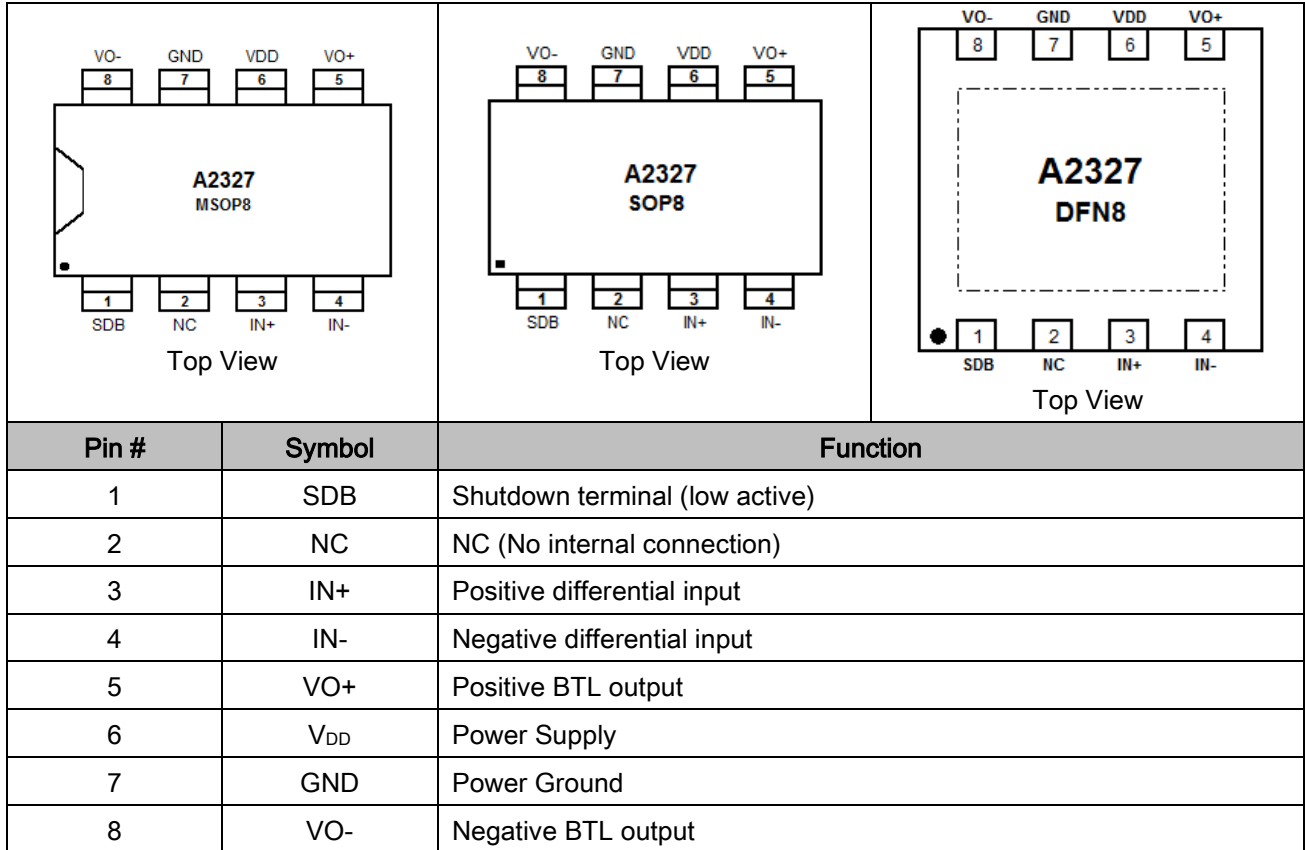 VO- GND VDD VO+
8 7 6 5
A2327
MSOP8
1 2 3 4
SDB NC IN+ IN-
Top View
VO- GND VDD VO+
8 7 6 5
A2327
SOP8
1 2 3 4
SDB NC IN+ IN-
Top View
VO- GND VDD VO+
8 7 6 5
A2327
DFN8
1 2 3 4
SDB NC IN+ IN-
Top View
Pin # Symbol Function
1 SDB Shutdown terminal (low active)
2 NC NC (No internal connection)
3 IN+ Positive differential input
4 IN- Negative differential input
5 VO+ Positive BTL output
6 VDD Power Supply
7 GND Power Ground
8 VO- Negative BTL output